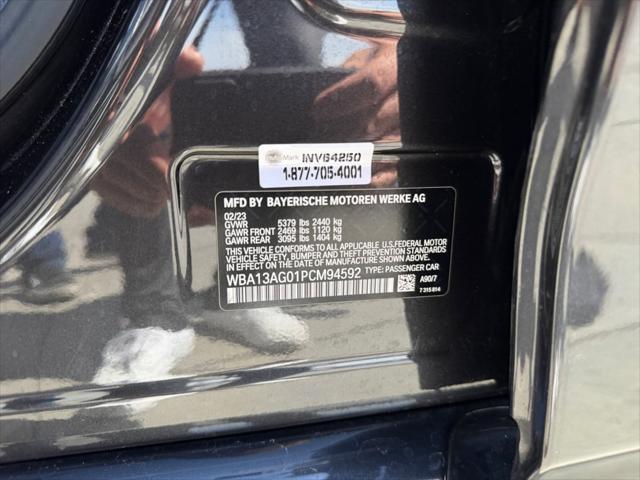 Mark INV64250
1-877-705-4001
MFD BY BAYERISCHE MOTOREN WERKE AG
02/23
GVWR 5379 lbs 2440 kg
GAWR FRONT 2469 lbs 1120 kg
GAWR REAR 3095 lbs 1404 kg
THIS VEHICLE CONFORMS TO ALL APPLICABLE U.S.FEDERAL MOTOR
VEHICLE SAFETY, BUMPER, AND THEFT PREVENTION STANDARDS
IN EFFECT ON THE DATE OF MANUFACTURE SHOWN ABOVE.
WBA13AG01PCM94592 TYPE: PASSENGER CAR
A90/7
7 315 814